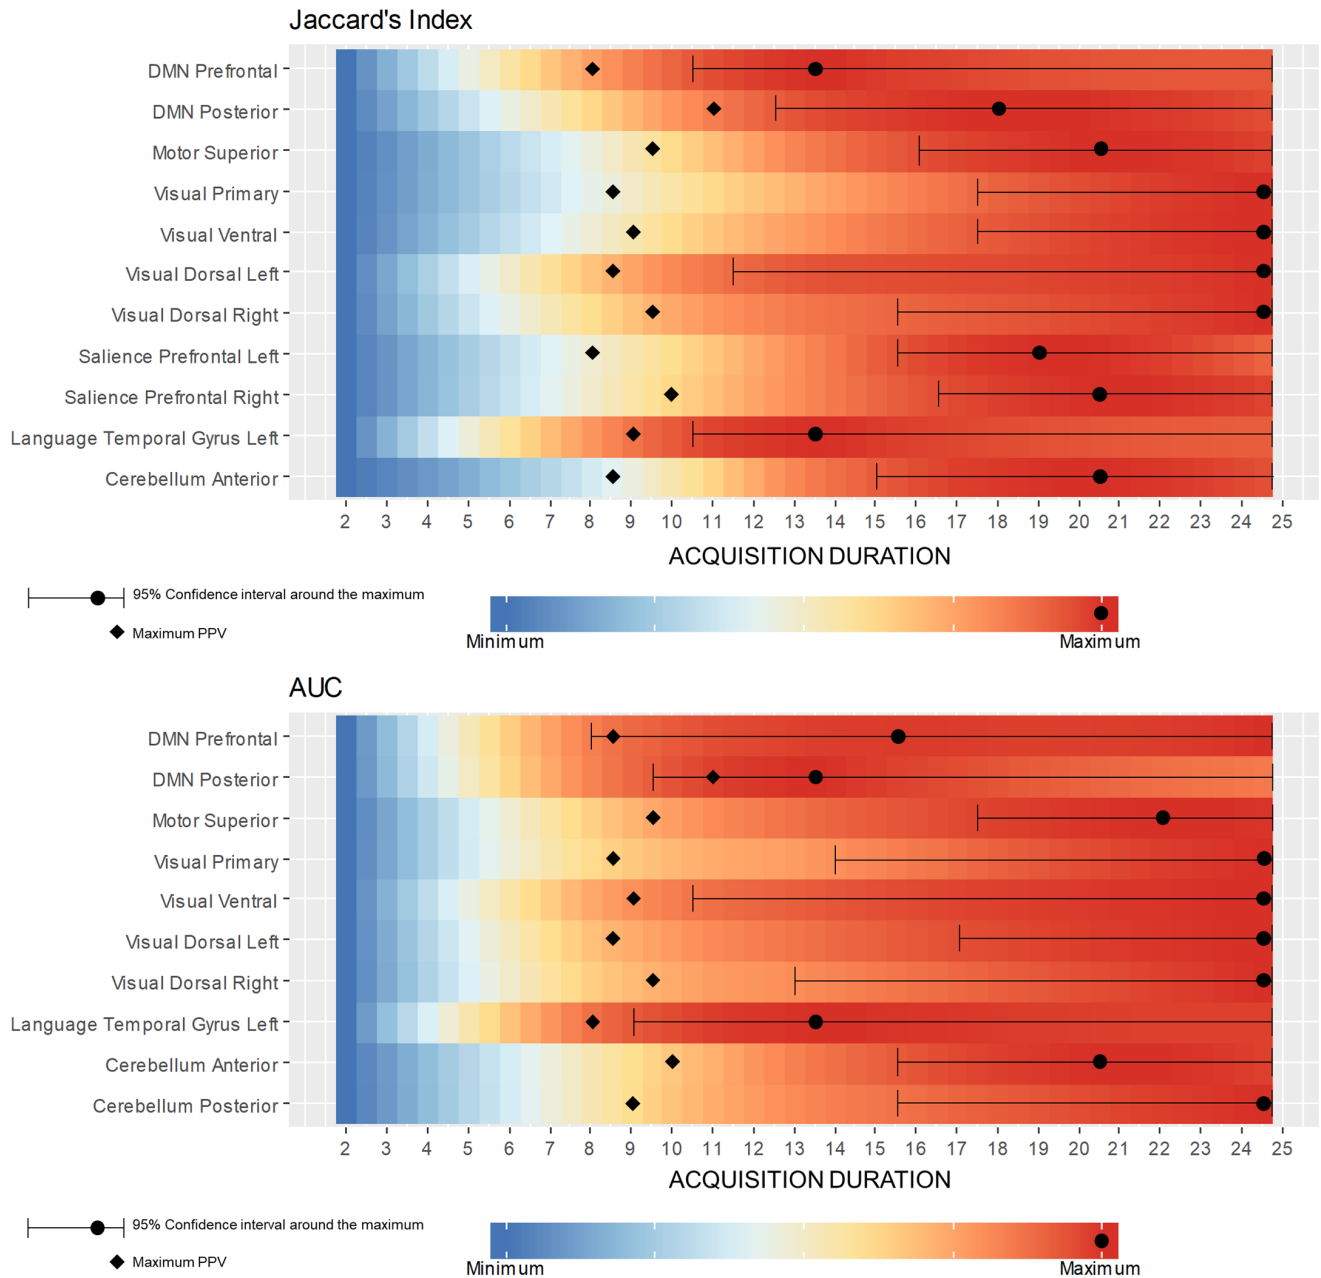 Jaccard's Index
DMN Prefrontal
DMN Posterior
Motor Superior
Visual Primary
Visual Ventral
Visual Dorsal Left
Visual Dorsal Right
Salience Prefrontal Left
Salience Prefrontal Right
Language Temporal Gyrus Left
Cerebellum Anterior
2 3 4 5 6 7 8 9 10 11 12 13 14 15 16 17 18 19 20 21 22 23 24 25
ACQUISITION DURATION
95% Confidence interval around the maximum
Maximum PPV
Minimum Maximum
AUC
DMN Prefrontal
DMN Posterior
Motor Superior
Visual Primary
Visual Ventral
Visual Dorsal Left
Visual Dorsal Right
Language Temporal Gyrus Left
Cerebellum Anterior
Cerebellum Posterior
2 3 4 5 6 7 8 9 10 11 12 13 14 15 16 17 18 19 20 21 22 23 24 25
ACQUISITION DURATION
95% Confidence interval around the maximum
Maximum PPV
Minimum Maximum